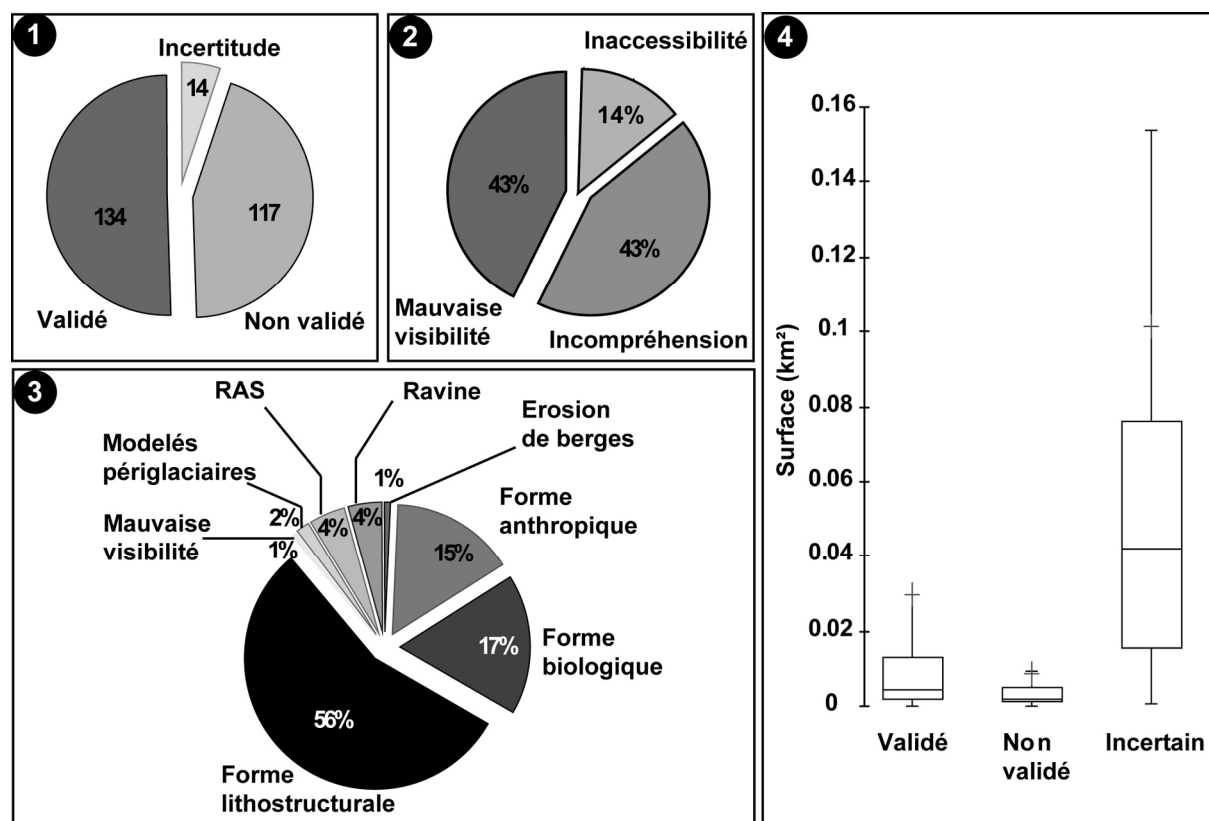 1
Incertitude
14
134
117
Validé
Non validé
2
Inaccessibilité
14%
43%
43%
Mauvaise
visibilité
Incompréhension
3
RAS
Ravine
Erosion
de berges
Modelés
périglaciaires
Mauvaise
visibilité
1%
2%
4%
4%
1%
Forme
anthropique
15%
Forme
biologique
17%
56%
Forme
lithostructurale
4
Surface (km²)
0.16
0.14
0.12
0.1
0.08
0.06
0.04
0.02
0
Validé
Non
validé
Incertain